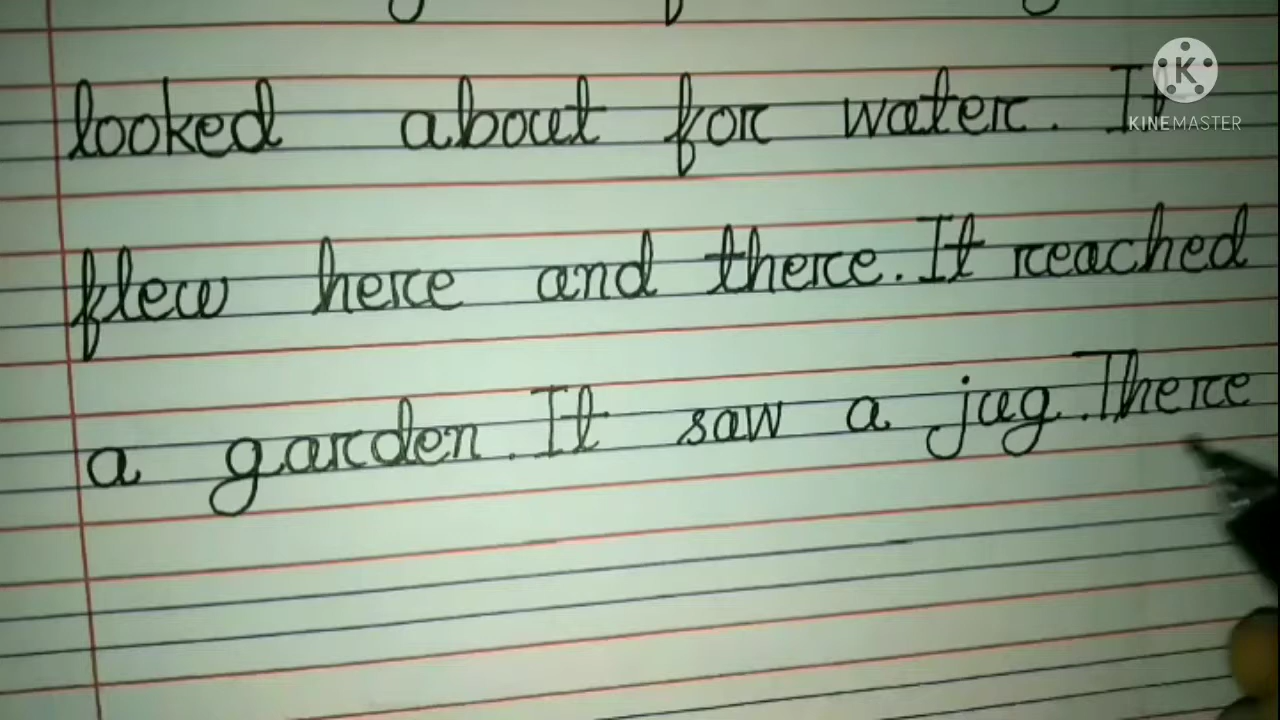 looked about for water. It
flew here and there. It reached
a garden. It saw a jug. There
KINEMASTER